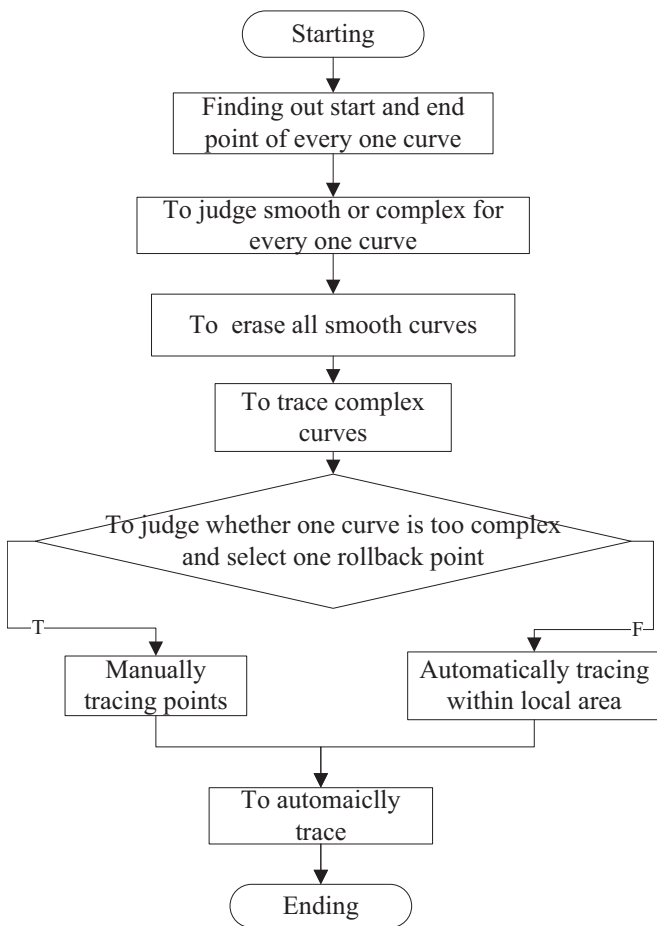 Starting
Finding out start and end
point of every one curve
To judge smooth or complex for
every one curve
To erase all smooth curves
To trace complex
curves
To judge whether one curve is too complex
and select one rollback point
T
F
Manually
tracing points
Automatically tracing
within local area
To automaiclly
trace
Ending